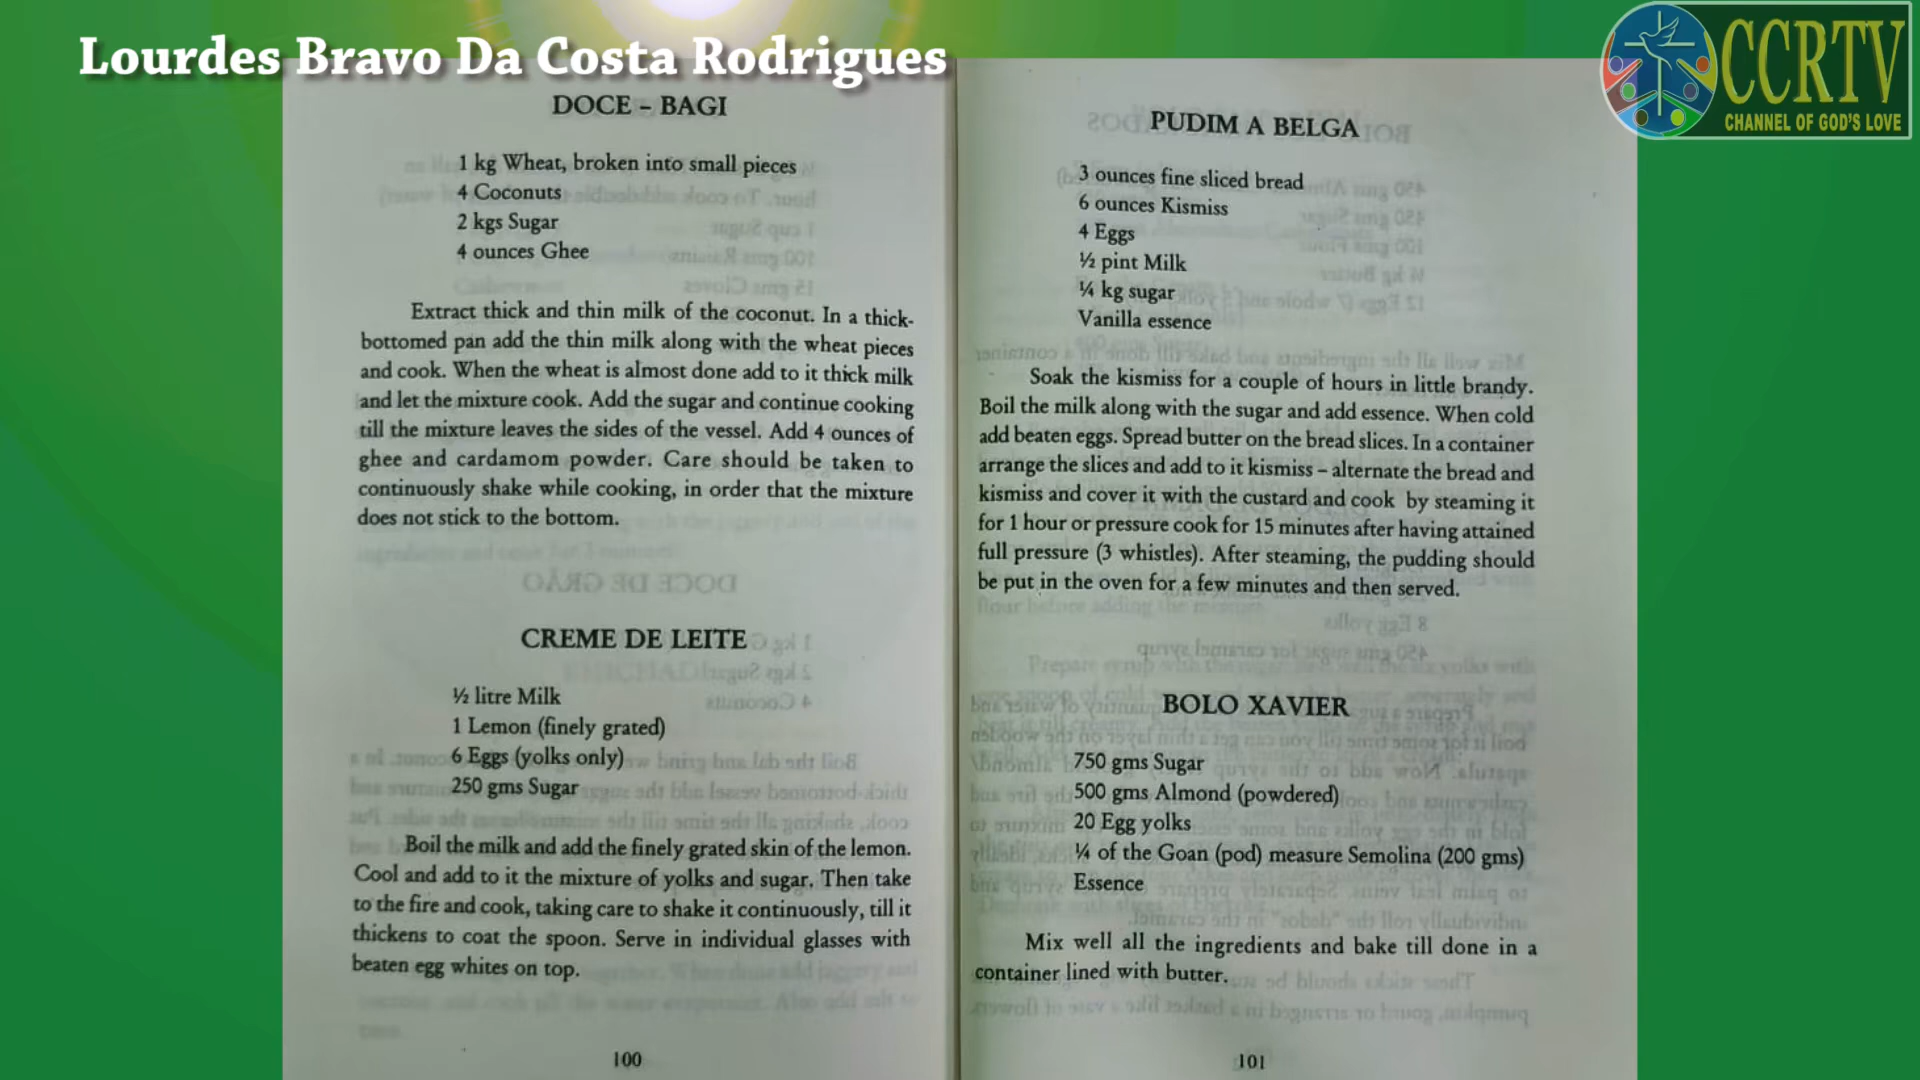 Lourdes Bravo Da Costa Rodrigues
CCRTV
CHANNEL OF GOD'S LOVE
DOCE – BAGI
1 kg Wheat, broken into small pieces
4 Coconuts
2 kgs Sugar
4 ounces Ghee
Extract thick and thin milk of the coconut. In a thick-
bottomed pan add the thin milk along with the wheat pieces
and cook. When the wheat is almost done add to it thick milk
and let the mixture cook. Add the sugar and continue cooking
till the mixture leaves the sides of the vessel. Add 4 ounces of
ghee and cardamom powder. Care should be taken to
continuously shake while cooking, in order that the mixture
does not stick to the bottom.
CREME DE LEITE
½ litre Milk
1 Lemon (finely grated)
6 Eggs (yolks only)
250 gms Sugar
Boil the milk and add the finely grated skin of the lemon.
Cool and add to it the mixture of yolks and sugar. Then take
to the fire and cook, taking care to shake it continuously, till it
thickens to coat the spoon. Serve in individual glasses with
beaten egg whites on top.
100
PUDIM A BELGA
3 ounces fine sliced bread
6 ounces Kismiss
4 Eggs
½ pint Milk
¼ kg sugar
Vanilla essence
Soak the kismiss for a couple of hours in little brandy.
Boil the milk along with the sugar and add essence. When cold
add beaten eggs. Spread butter on the bread slices. In a container
arrange the slices and add to it kismiss – alternate the bread and
kismiss and cover it with the custard and cook by steaming it
for 1 hour or pressure cook for 15 minutes after having attained
full pressure (3 whistles). After steaming, the pudding should
be put in the oven for a few minutes and then served.
BOLO XAVIER
750 gms Sugar
500 gms Almond (powdered)
20 Egg yolks
¼ of the Goan (pod) measure Semolina (200 gms)
Essence
Mix well all the ingredients and bake till done in a
container lined with butter.
101